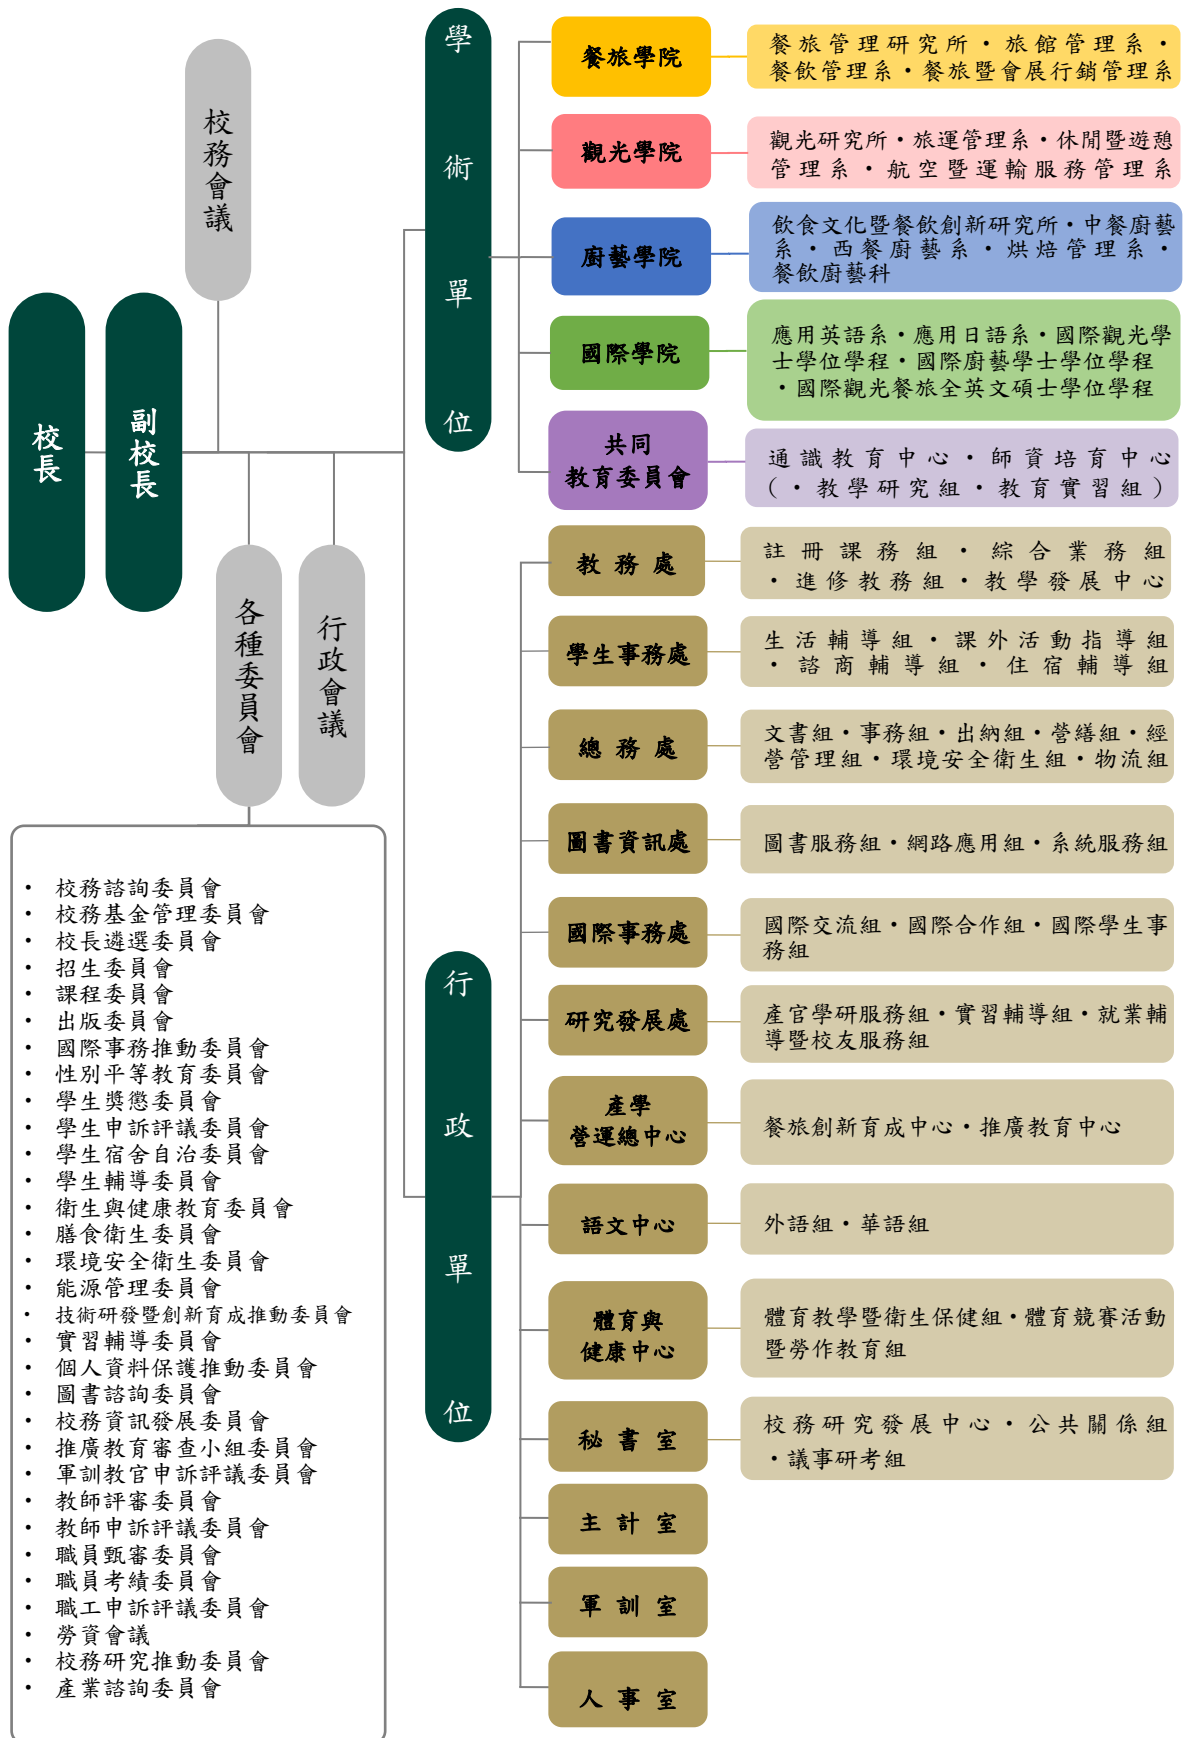 校長
副校長
校務會議
各種委員會
行政會議
• 校務諮詢委員會
• 校務基金管理委員會
• 校長遴選委員會
• 招生委員會
• 課程委員會
• 出版委員會
• 國際事務推動委員會
• 性別平等教育委員會
• 學生獎懲委員會
• 學生申訴評議委員會
• 學生宿舍自治委員會
• 學生輔導委員會
• 衛生與健康教育委員會
• 膳食衛生委員會
• 環境安全衛生委員會
• 能源管理委員會
• 技術研發暨創新育成推動委員會
• 實習輔導委員會
• 個人資料保護推動委員會
• 圖書諮詢委員會
• 校務資訊發展委員會
• 推廣教育審查小組委員會
• 軍訓教官申訴評議委員會
• 教師評審委員會
• 教師申訴評議委員會
• 職員甄審委員會
• 職員考績委員會
• 職工申訴評議委員會
• 勞資會議
• 校務研究推動委員會
• 產業諮詢委員會
學術單位
餐旅學院
餐旅管理研究所・旅館管理系・
餐飲管理系・餐旅暨會展行銷管理系
觀光學院
觀光研究所・旅運管理系・休閒暨遊憩
管理系・航空暨運輸服務管理系
廚藝學院
飲食文化暨餐飲創新研究所・中餐廚藝
系・西餐廚藝系・烘焙管理系・
餐飲廚藝科
國際學院
應用英語系・應用日語系・國際觀光學
士學位學程・國際廚藝學士學位學程
・國際觀光餐旅全英文碩士學位學程
共同
教育委員會
通識教育中心・師資培育中心
(・教學研究組・教育實習組)
行政單位
教務處
註冊課務組・綜合業務組
・進修教務組・教學發展中心
學生事務處
生活輔導組・課外活動指導組
・諮商輔導組・住宿輔導組
總務處
文書組・事務組・出納組・營繕組・經
營管理組・環境安全衛生組・物流組
圖書資訊處
圖書服務組・網路應用組・系統服務組
國際事務處
國際交流組・國際合作組・國際學生事
務組
研究發展處
產官學研服務組・實習輔導組・就業輔
導暨校友服務組
產學
營運總中心
餐旅創新育成中心・推廣教育中心
語文中心
外語組・華語組
體育與
健康中心
體育教學暨衛生保健組・體育競賽活動
暨勞作教育組
秘書室
校務研究發展中心・公共關係組
・議事研考組
主計室
軍訓室
人事室